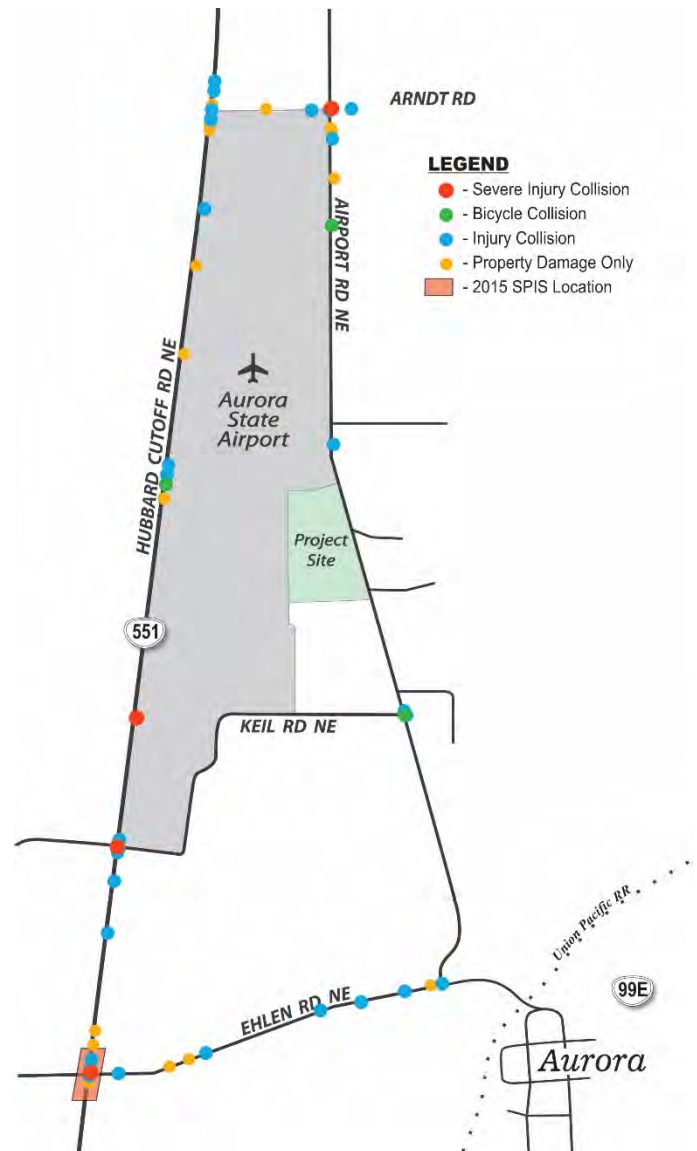 ARNDT RD
LEGEND
- Severe Injury Collision
- Bicycle Collision
- Injury Collision
- Property Damage Only
- 2015 SPIS Location
AIRPORT RD NE
HUBBARD CUTOFF RD NE
Aurora
State
Airport
Project
Site
551
KEIL RD NE
Union Pacific RR
99E
EHLEN RD NE
Aurora